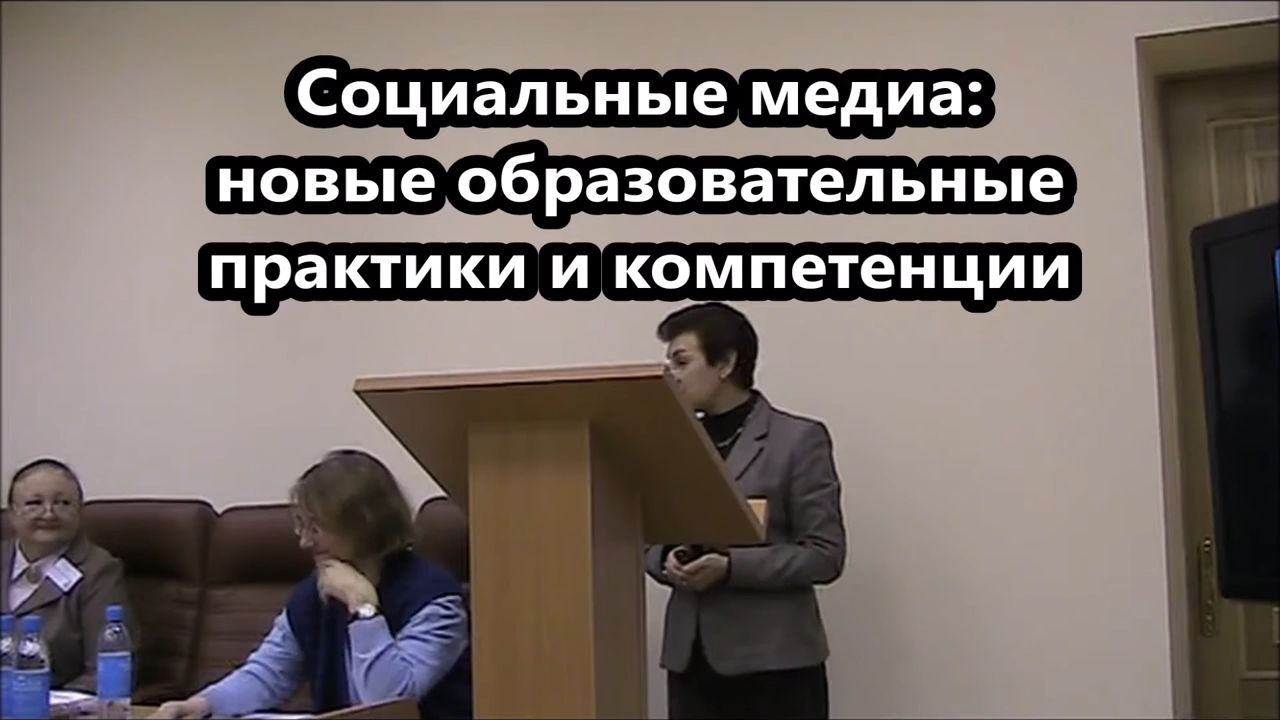 Социальные медиа:
новые образовательные
практики и компетенции